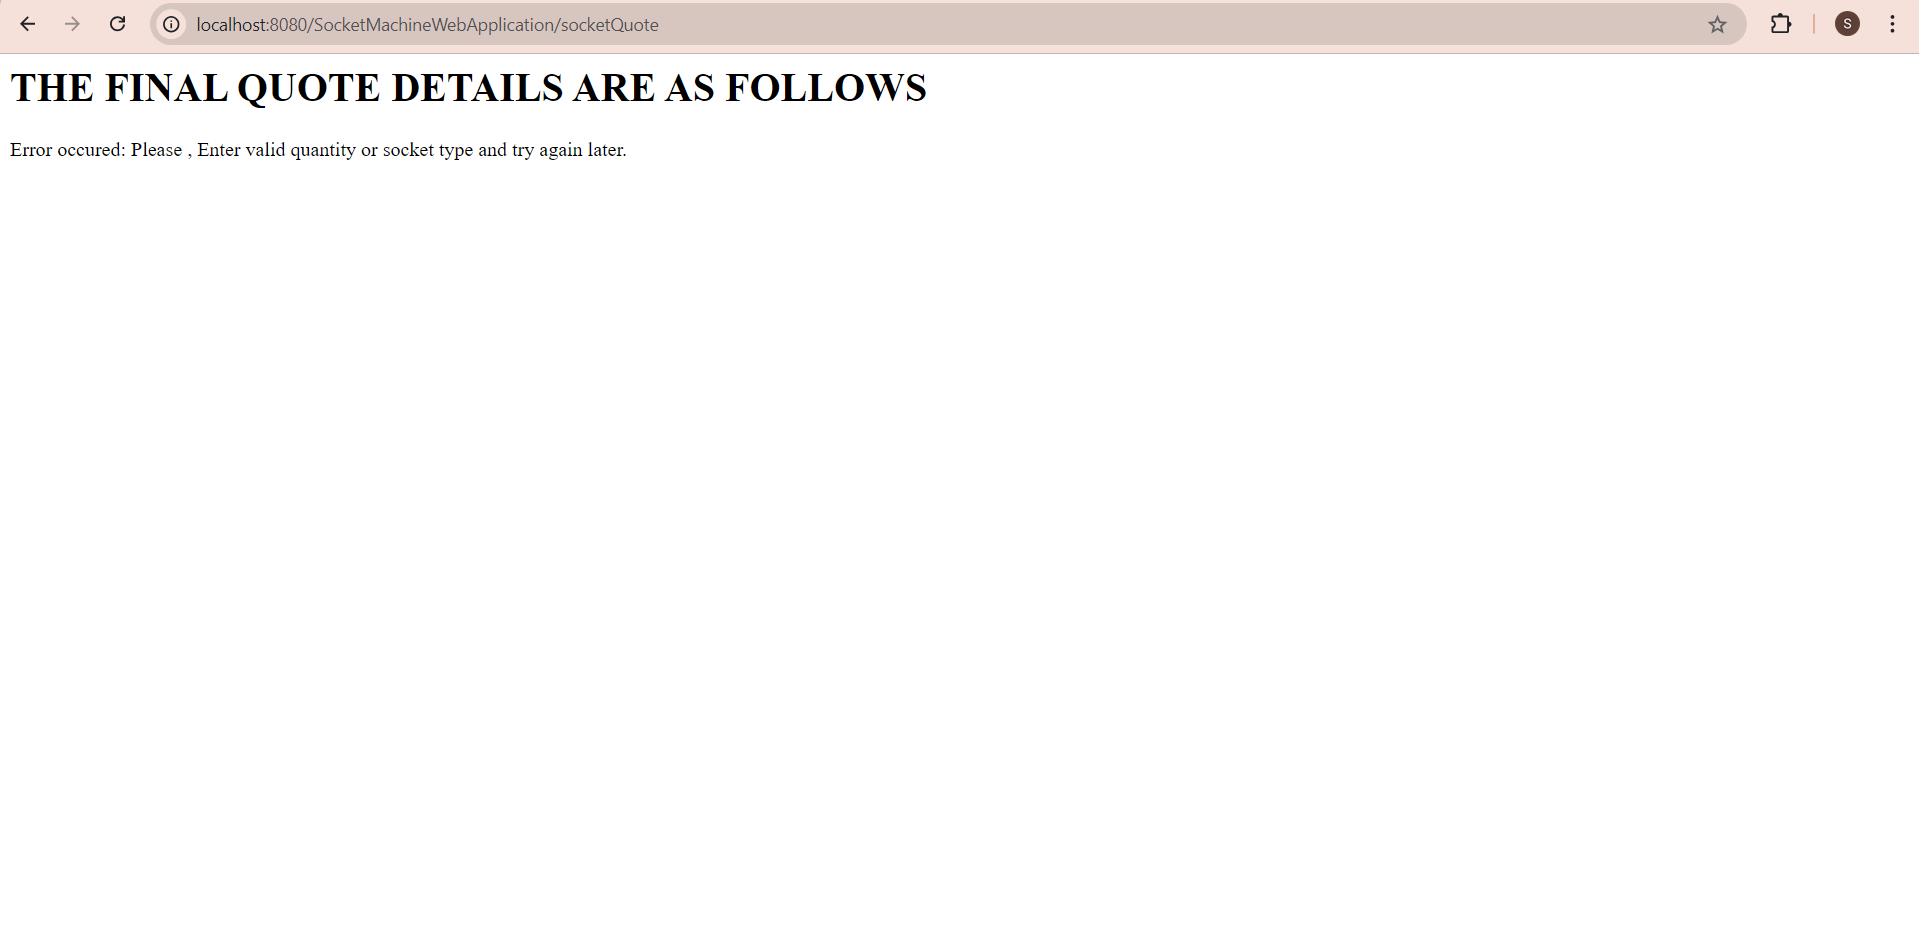 localhost:8080/SocketMachineWebApplication/socketQuote
S
THE FINAL QUOTE DETAILS ARE AS FOLLOWS
Error occured: Please , Enter valid quantity or socket type and try again later.